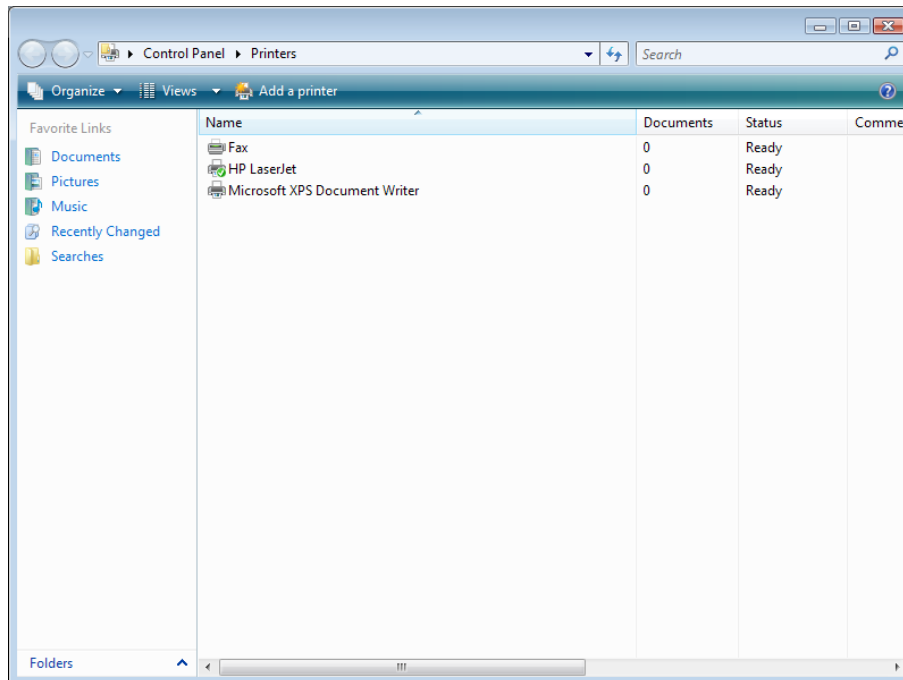 Control Panel Printers Search
Organize Views Add a printer
Favorite Links
Documents
Pictures
Music
Recently Changed
Searches
Folders
Name Documents Status Comme
Fax 0 Ready
HP LaserJet 0 Ready
Microsoft XPS Document Writer 0 Ready